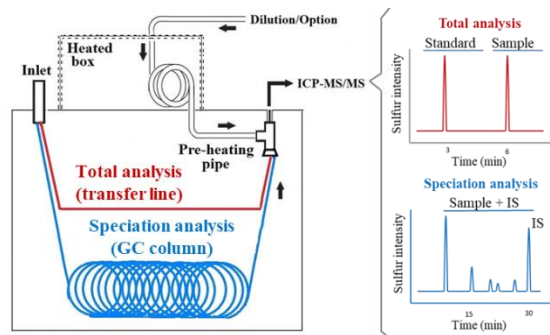 Dilution/Option
Heated
box
Inlet
ICP-MS/MS
Pre-heating
pipe
Total analysis
(transfer line)
Speciation analysis
(GC column)
Total analysis
Standard Sample
Sulfur intensity
3 6
Time (min)
Speciation analysis
Sample + IS
IS
Sulfur intensity
15 30
Time (min)